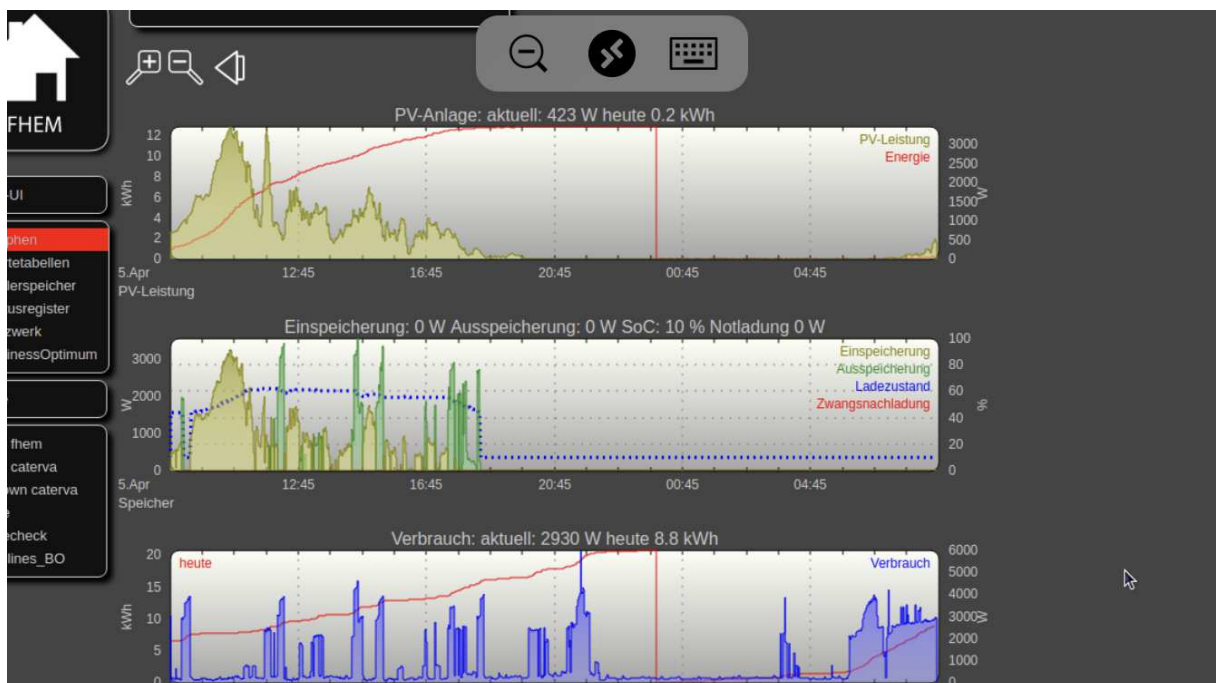 FHEM
-UI
phen
rtetabellen
lerspeicher
usregister
zwerk
inessOptimum
fhem
caterva
own caterva
e
echeck
lines_BO
PV-Anlage: aktuell: 423 W heute 0.2 kWh
PV-Leistung
Energie
kWh
12
10
8
6
4
2
0
3000
2500
2000
1500
1000
500
0
W
5.Apr 12:45 16:45 20:45 00:45 04:45
PV-Leistung
Einspeicherung: 0 W Ausspeicherung: 0 W SoC: 10 % Notladung 0 W
Einspeicherung
Ausspeicherung
Ladezustand
Zwangsnachladung
W
3000
2000
1000
0
100
80
60
40
20
0
%
5.Apr 12:45 16:45 20:45 00:45 04:45
Speicher
Verbrauch: aktuell: 2930 W heute 8.8 kWh
heute
Verbrauch
kWh
20
15
10
5
0
6000
5000
4000
3000
2000
1000
0
W